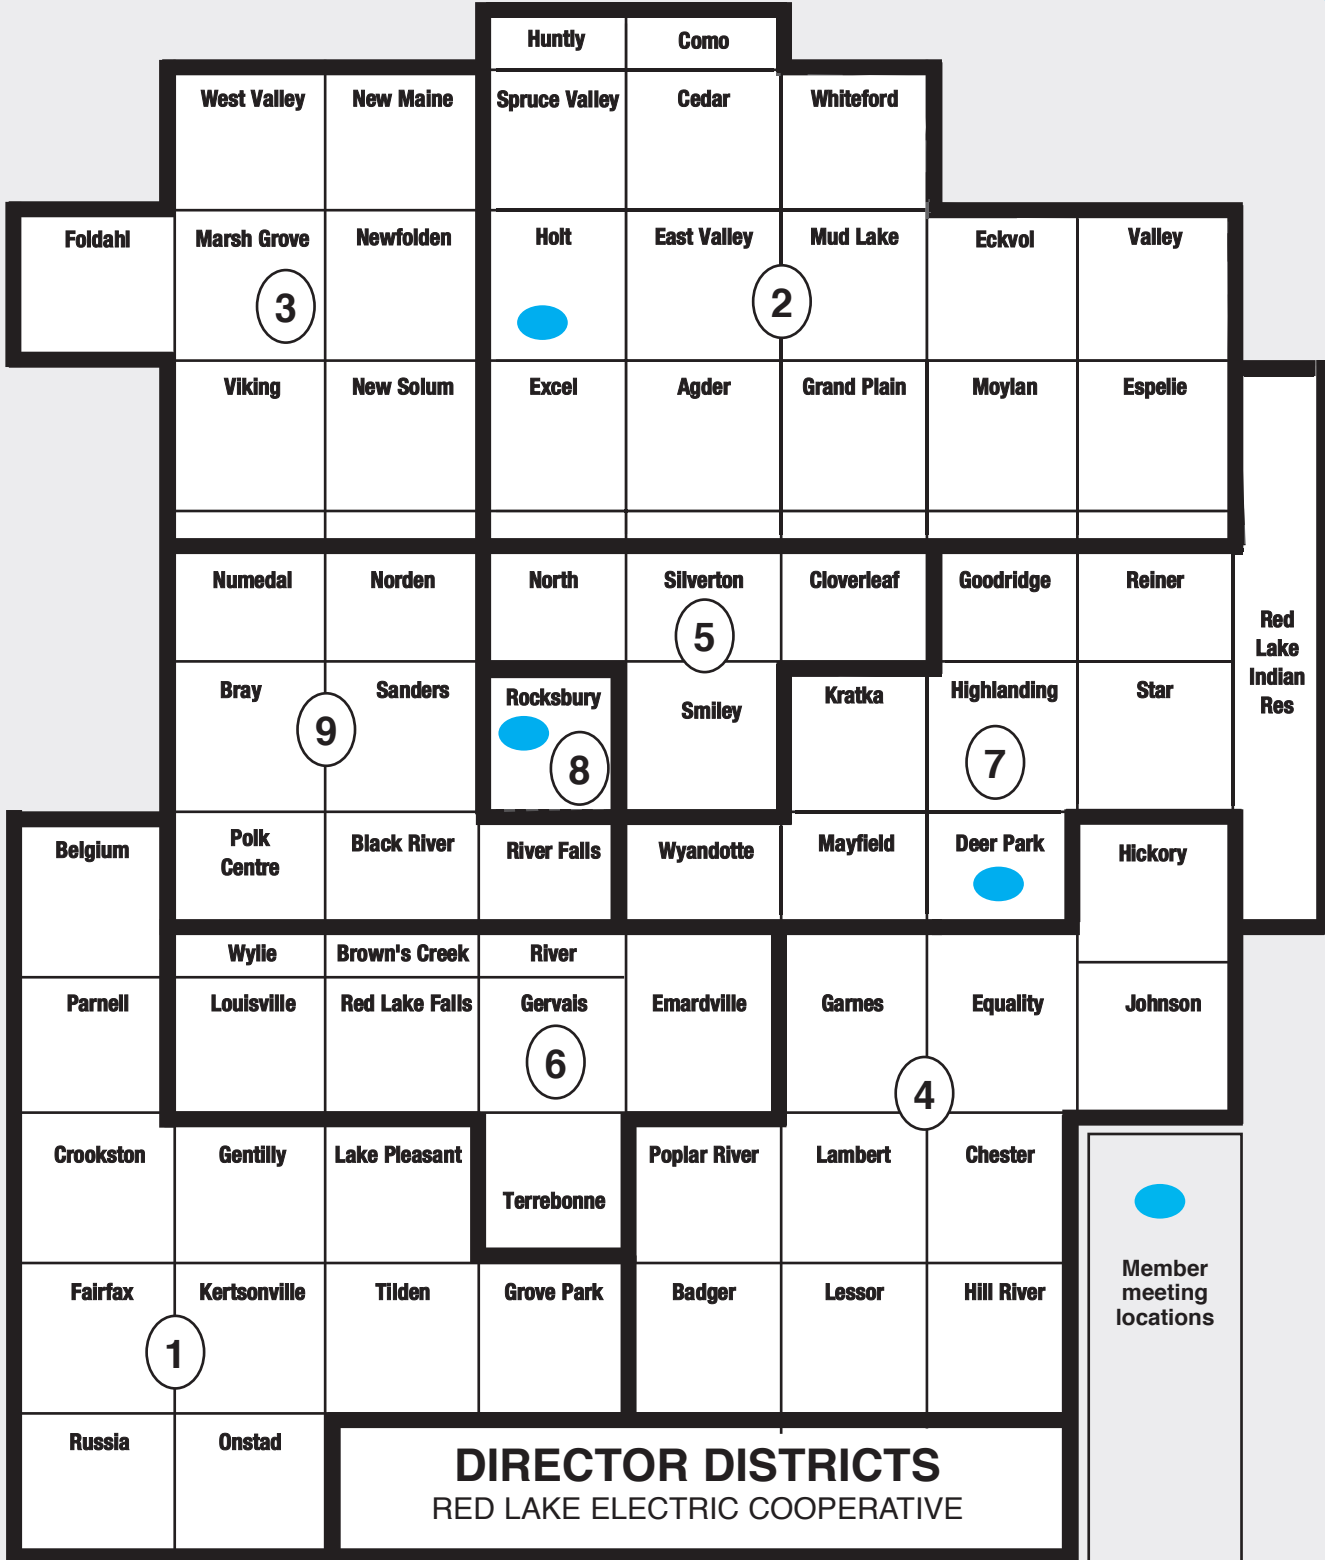 Huntly
Como
West Valley
New Maine
Spruce Valley
Cedar
Whiteford
Foldahl
Marsh Grove
Newfolden
Holt
East Valley
Mud Lake
Eckvol
Valley
3
2
Viking
New Solum
Excel
Agder
Grand Plain
Moylan
Espelie
Numedal
Norden
North
Silverton
Cloverleaf
Goodridge
Reiner
5
Red
Lake
Indian
Res
Bray
Sanders
Rocksbury
Smiley
Kratka
Highlanding
Star
9
8
7
Belgium
Polk
Centre
Black River
River Falls
Wyandotte
Mayfield
Deer Park
Hickory
Wylie
Brown's Creek
River
Parnell
Louisville
Red Lake Falls
Gervais
Emardville
Garnes
Equality
Johnson
6
4
Crookston
Gentilly
Lake Pleasant
Terrebonne
Poplar River
Lambert
Chester
Fairfax
Kertsonville
Tilden
Grove Park
Badger
Lessor
Hill River
Member
meeting
locations
1
Russia
Onstad
DIRECTOR DISTRICTS
RED LAKE ELECTRIC COOPERATIVE